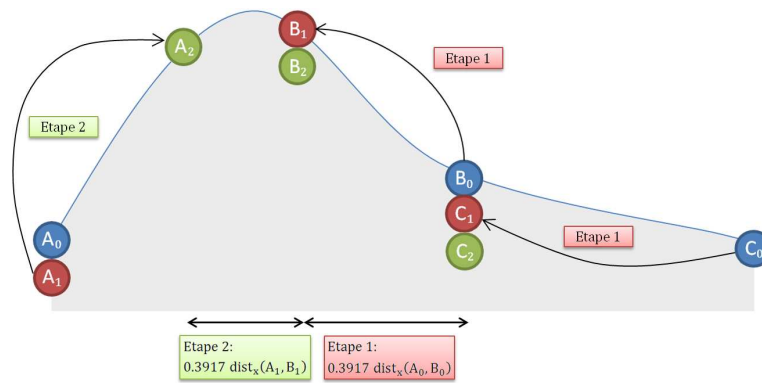 B₁
A₂
Etape 1
B₂
Etape 2
B₀
C₁
A₀
Etape 1
C₂
C₀
A₁
Etape 2:
0.3917 distₓ(A₁,B₁)
Etape 1:
0.3917 distₓ(A₀,B₀)